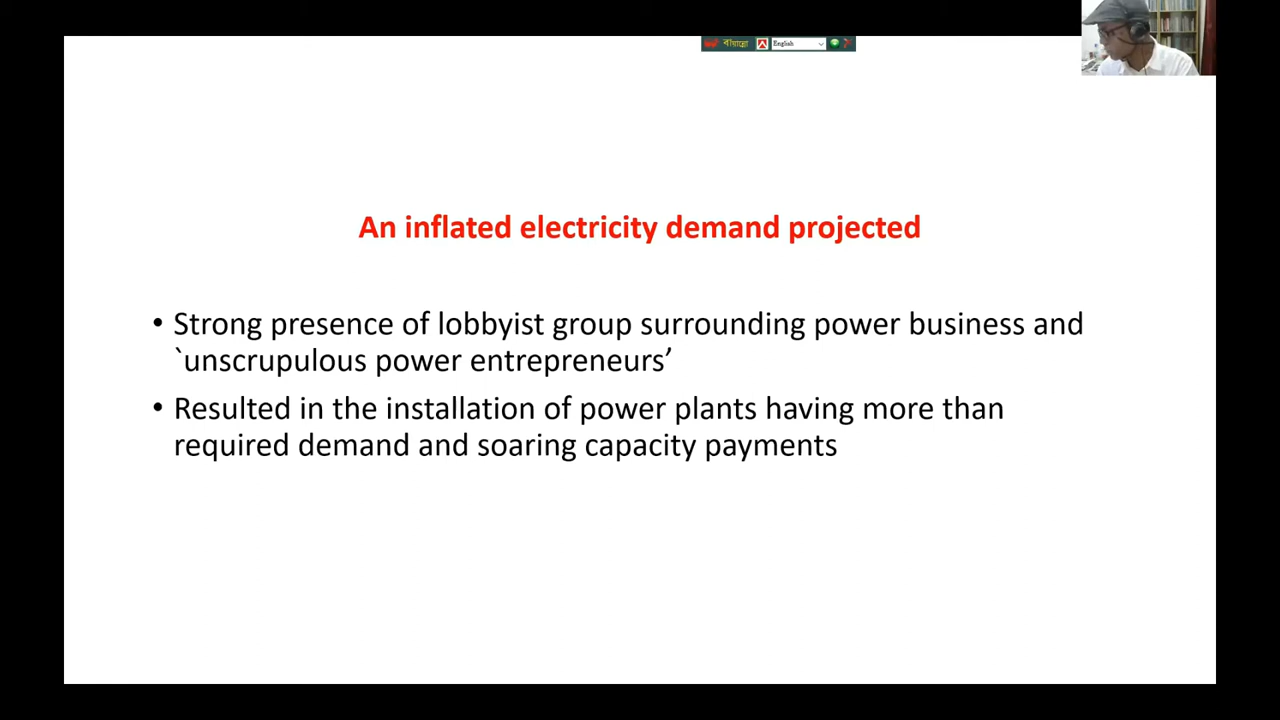 বায়ান্নো English
An inflated electricity demand projected
• Strong presence of lobbyist group surrounding power business and
`unscrupulous power entrepreneurs’
• Resulted in the installation of power plants having more than
required demand and soaring capacity payments